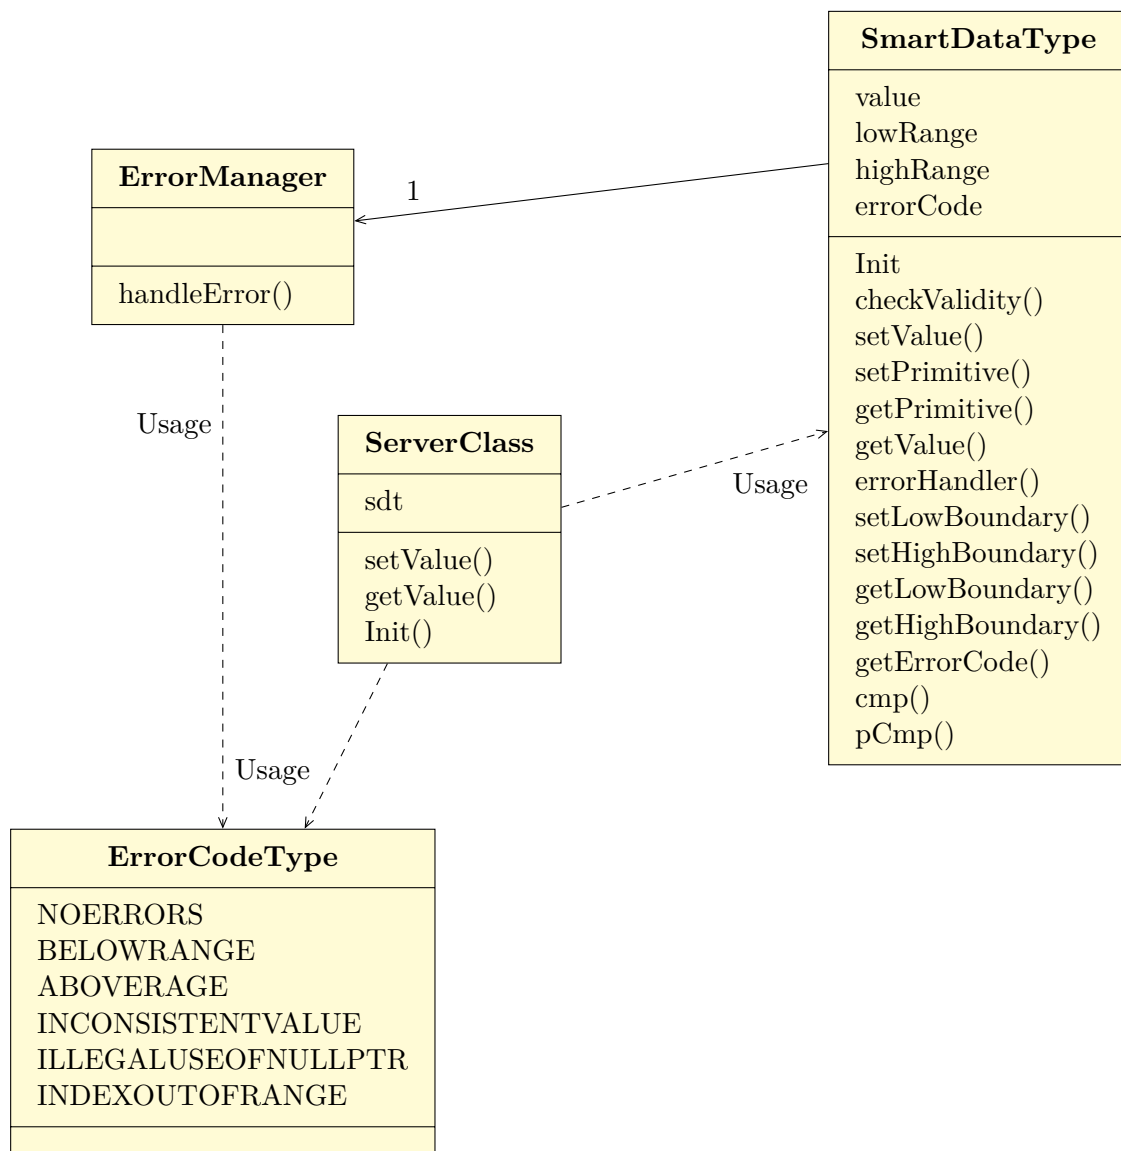 SmartDataType
value
lowRange
highRange
errorCode
Init
checkValidity()
setValue()
setPrimitive()
getPrimitive()
getValue()
errorHandler()
setLowBoundary()
setHighBoundary()
getLowBoundary()
getHighBoundary()
getErrorCode()
cmp()
pCmp()
1
ErrorManager
handleError()
Usage
ServerClass
sdt
setValue()
getValue()
Init()
Usage
Usage
ErrorCodeType
NOERRORS
BELOWRANGE
ABOVERAGE
INCONSISTENTVALUE
ILLEGALUSEOFNULLPTR
INDEXOUTOFRANGE